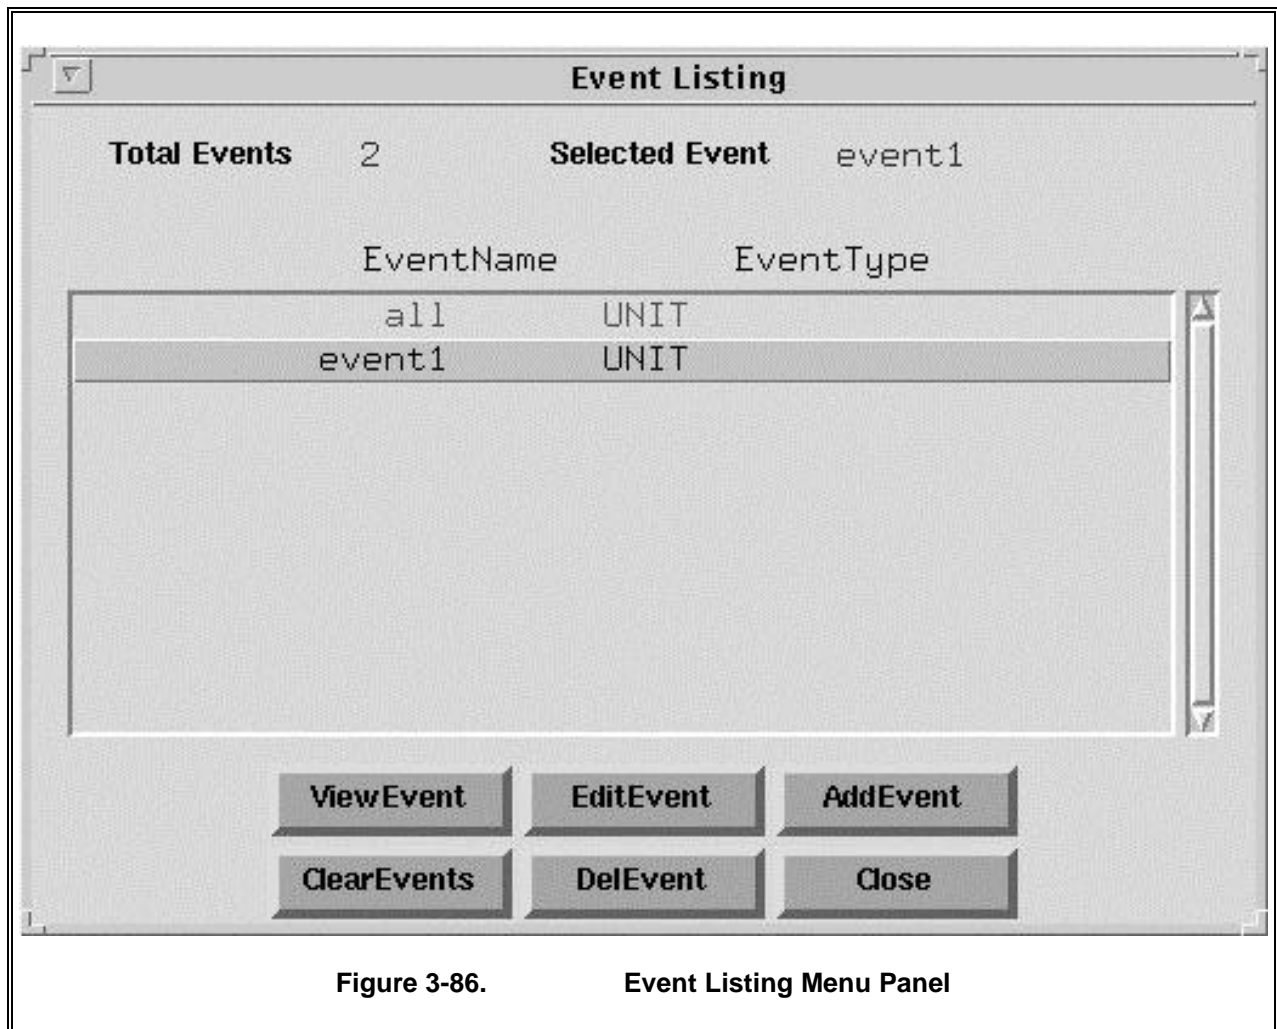 Event Listing
Total Events 2 Selected Event event1
EventName EventType
all UNIT
event1 UNIT
ViewEvent EditEvent AddEvent
ClearEvents DelEvent Close
Figure 3-86. Event Listing Menu Panel